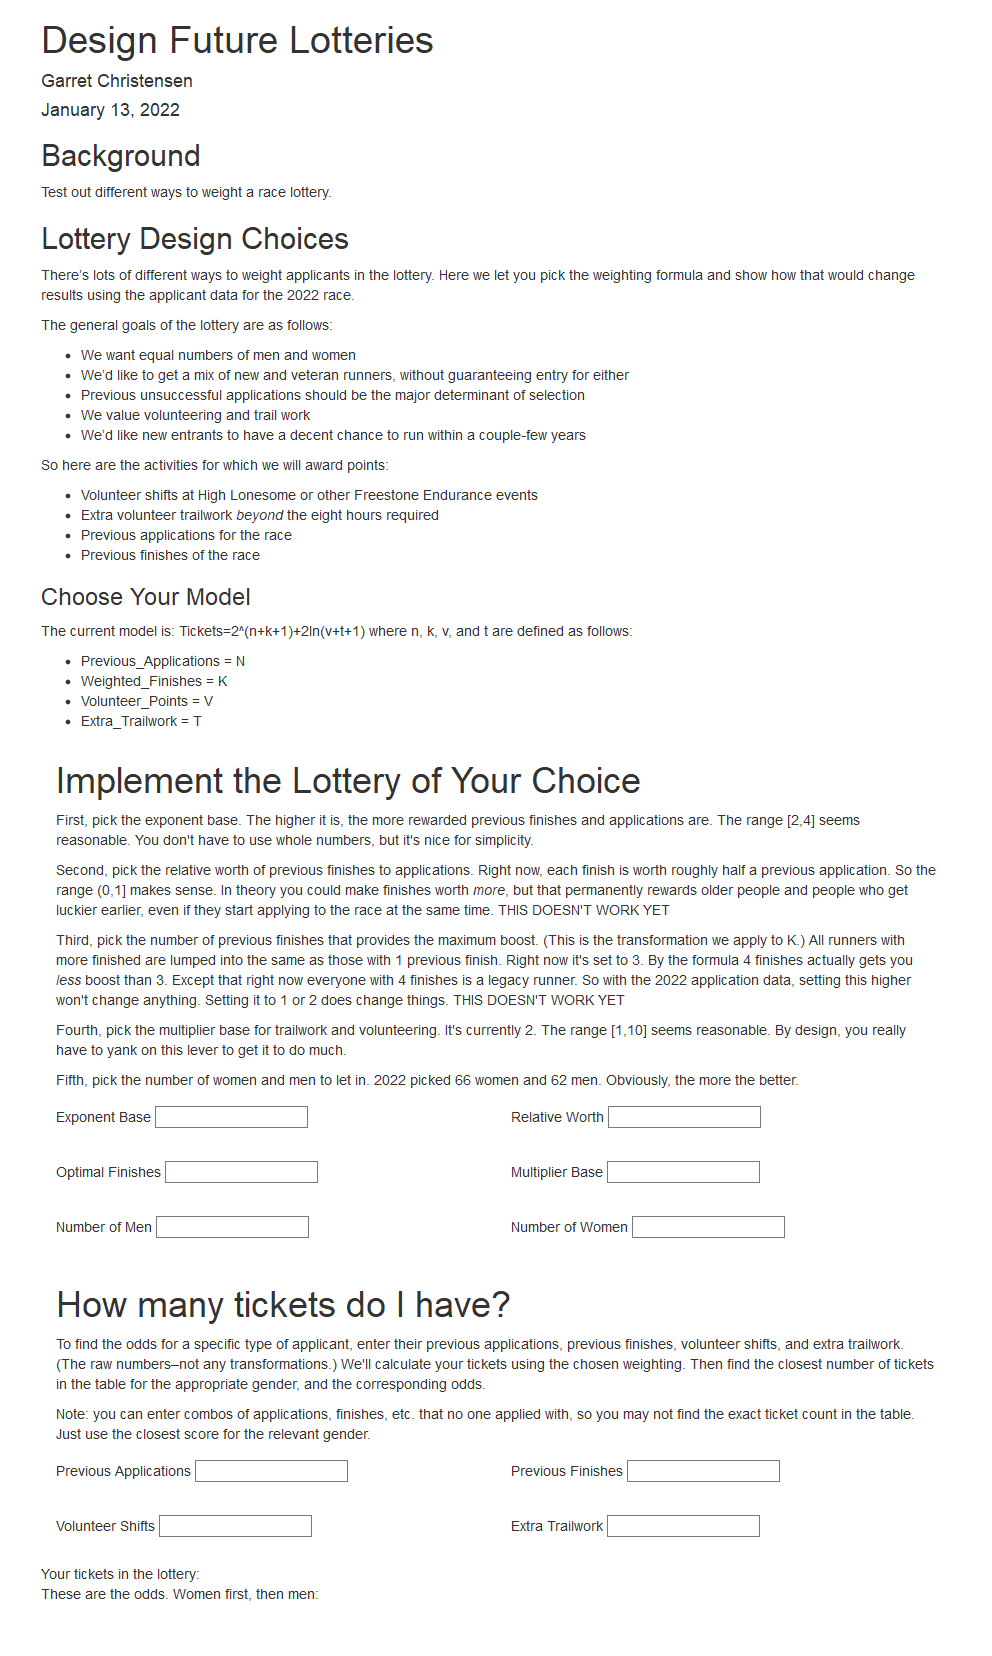 Design Future Lotteries
Garret Christensen
January 13, 2022
Background
Test out different ways to weight a race lottery.
Lottery Design Choices
There's lots of different ways to weight applicants in the lottery. Here we let you pick the weighting formula and show how that would change
results using the applicant data for the 2022 race.
The general goals of the lottery are as follows:
• We want equal numbers of men and women
• We'd like to get a mix of new and veteran runners, without guaranteeing entry for either
• Previous unsuccessful applications should be the major determinant of selection
• We value volunteering and trail work
• We'd like new entrants to have a decent chance to run within a couple-few years
So here are the activities for which we will award points:
• Volunteer shifts at High Lonesome or other Freestone Endurance events
• Extra volunteer trailwork beyond the eight hours required
• Previous applications for the race
• Previous finishes of the race
Choose Your Model
The current model is: Tickets=2^(n+k+1)+2ln(v+t+1) where n, k, v, and t are defined as follows:
• Previous_Applications = N
• Weighted_Finishes = K
• Volunteer_Points = V
• Extra_Trailwork = T
Implement the Lottery of Your Choice
First, pick the exponent base. The higher it is, the more rewarded previous finishes and applications are. The range [2,4] seems
reasonable. You don't have to use whole numbers, but it's nice for simplicity.
Second, pick the relative worth of previous finishes to applications. Right now, each finish is worth roughly half a previous application. So the
range (0,1] makes sense. In theory you could make finishes worth more, but that permanently rewards older people and people who get
luckier earlier, even if they start applying to the race at the same time. THIS DOESN'T WORK YET
Third, pick the number of previous finishes that provides the maximum boost. (This is the transformation we apply to K.) All runners with
more finished are lumped into the same as those with 1 previous finish. Right now it's set to 3. By the formula 4 finishes actually gets you
less boost than 3. Except that right now everyone with 4 finishes is a legacy runner. So with the 2022 application data, setting this higher
won't change anything. Setting it to 1 or 2 does change things. THIS DOESN'T WORK YET
Fourth, pick the multiplier base for trailwork and volunteering. It's currently 2. The range [1,10] seems reasonable. By design, you really
have to yank on this lever to get it to do much.
Fifth, pick the number of women and men to let in. 2022 picked 66 women and 62 men. Obviously, the more the better.
Exponent Base Relative Worth
Optimal Finishes Multiplier Base
Number of Men Number of Women
How many tickets do I have?
To find the odds for a specific type of applicant, enter their previous applications, previous finishes, volunteer shifts, and extra trailwork.
(The raw numbers–not any transformations.) We'll calculate your tickets using the chosen weighting. Then find the closest number of tickets
in the table for the appropriate gender, and the corresponding odds.
Note: you can enter combos of applications, finishes, etc. that no one applied with, so you may not find the exact ticket count in the table.
Just use the closest score for the relevant gender.
Previous Applications Previous Finishes
Volunteer Shifts Extra Trailwork
Your tickets in the lottery:
These are the odds. Women first, then men: